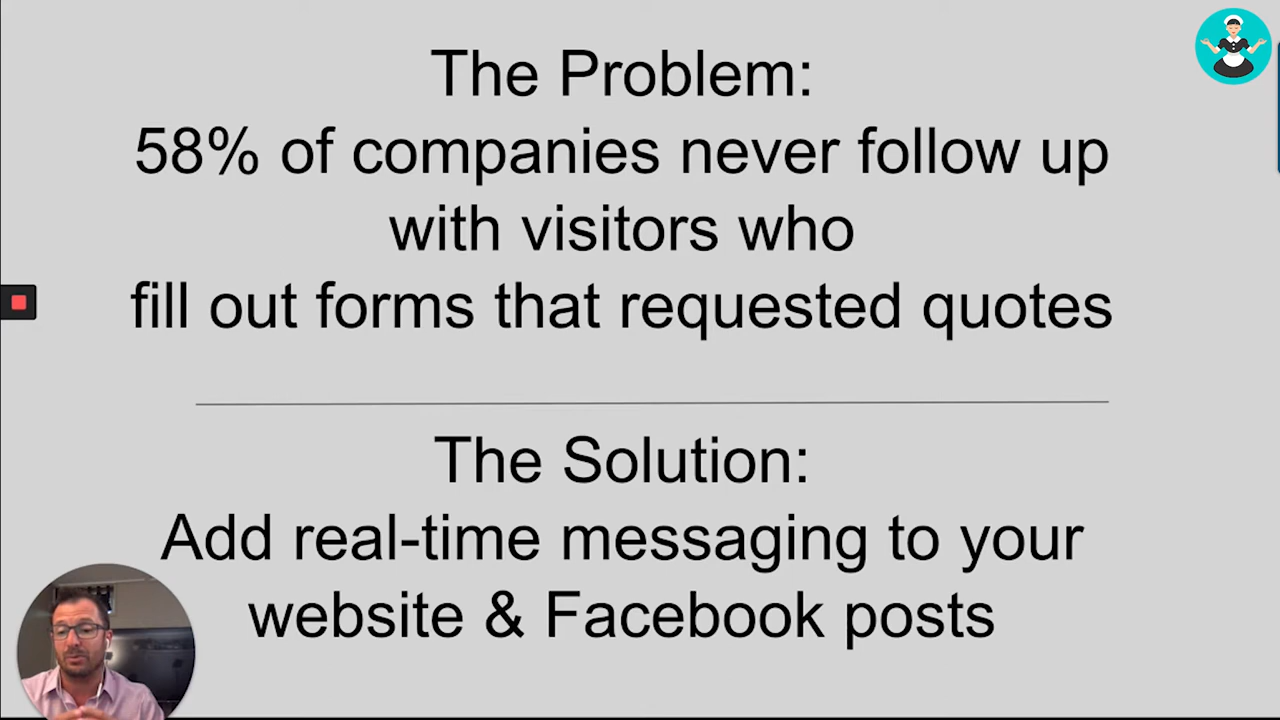 The Problem:
58% of companies never follow up
with visitors who
fill out forms that requested quotes
The Solution:
Add real-time messaging to your
website & Facebook posts